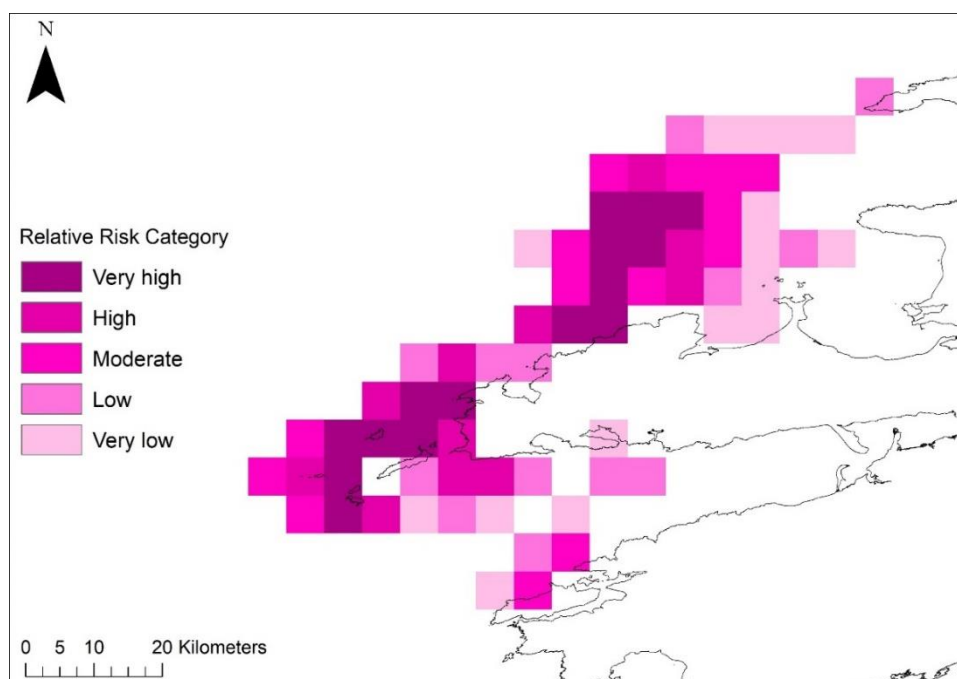 N
Relative Risk Category
Very high
High
Moderate
Low
Very low
0 5 10 20 Kilometers